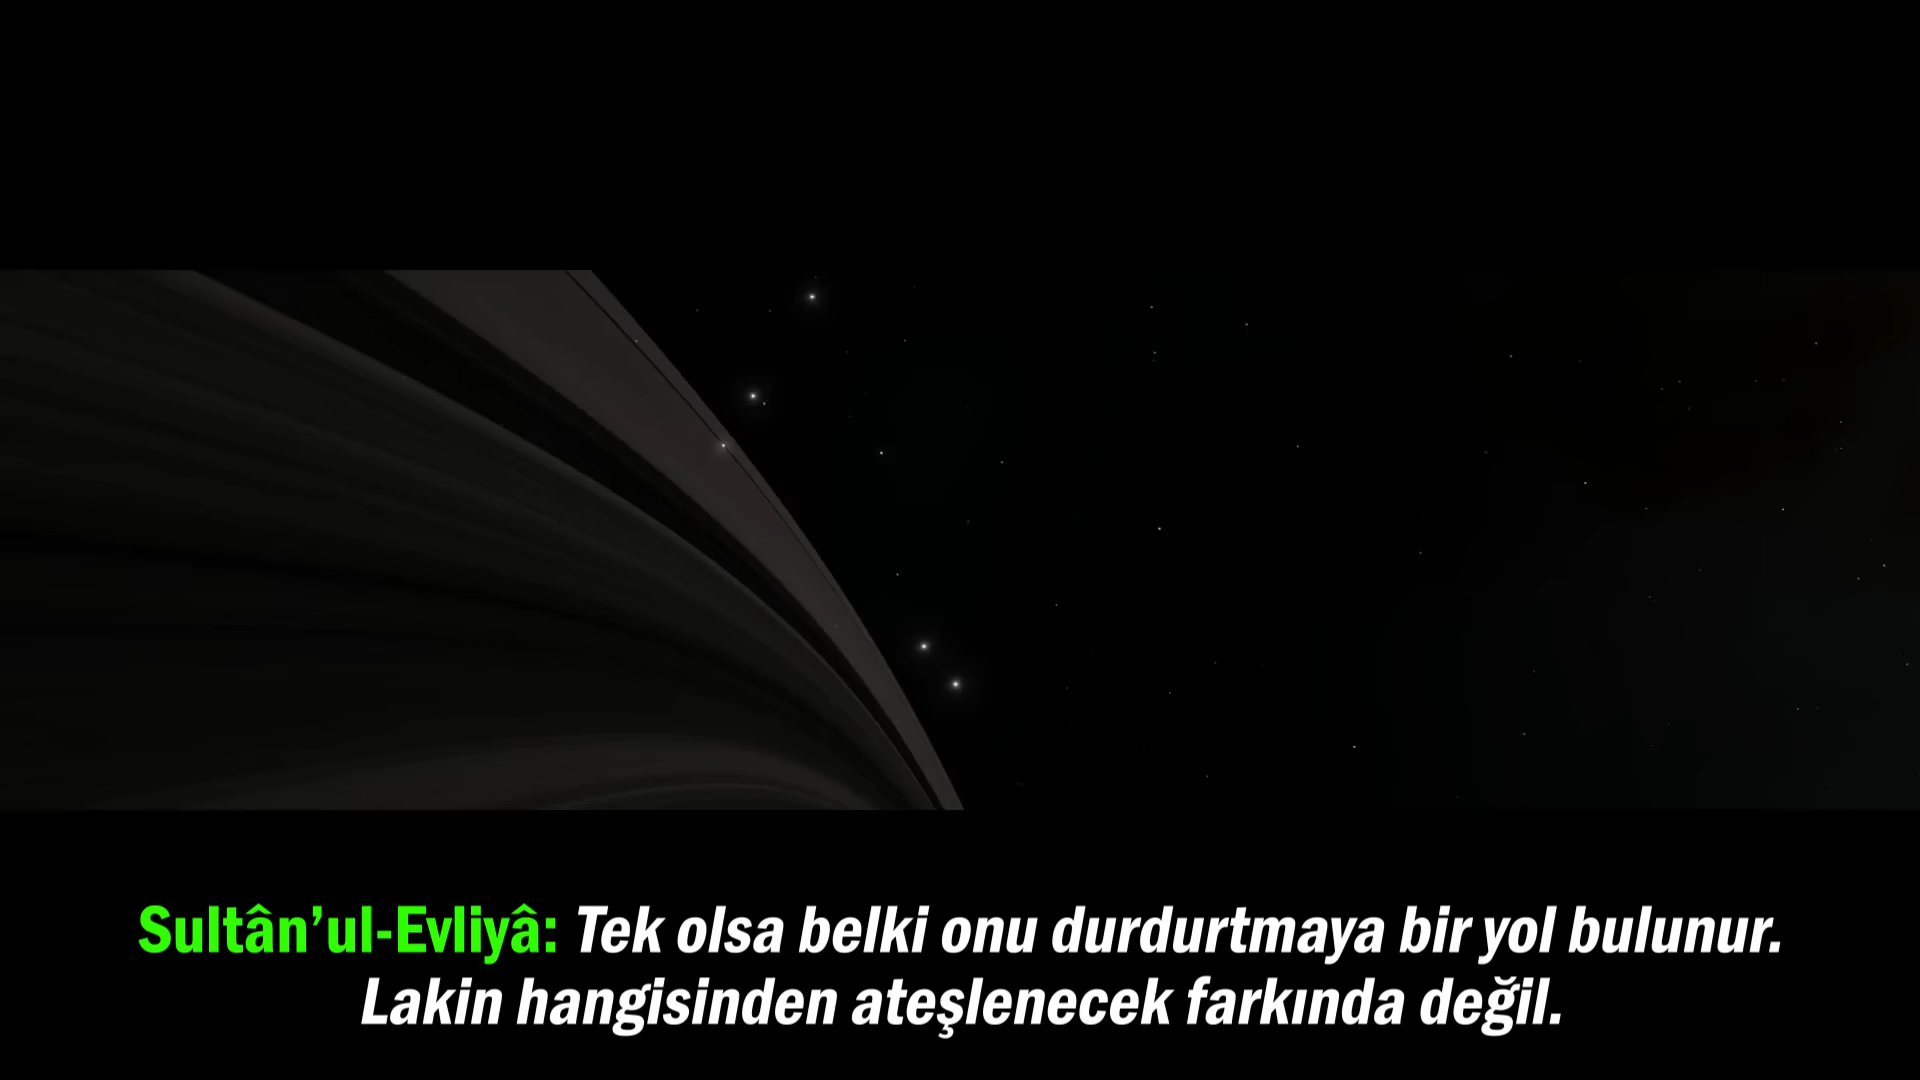 Sultân’ul-Evliyâ: Tek olsa belki onu durdurtmaya bir yol bulunur.
Lakin hangisinden ateşlenecek farkında değil.